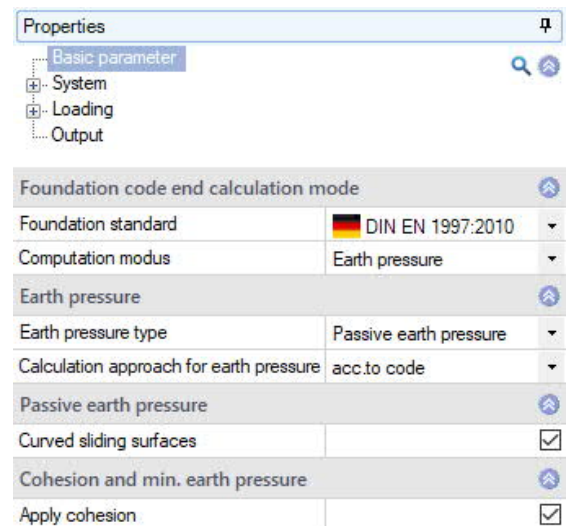 Properties
Basic parameter
System
Loading
Output
Foundation code end calculation mode
Foundation standard DIN EN 1997:2010
Computation modus Earth pressure
Earth pressure
Earth pressure type Passive earth pressure
Calculation approach for earth pressure acc.to code
Passive earth pressure
Curved sliding surfaces
Cohesion and min. earth pressure
Apply cohesion